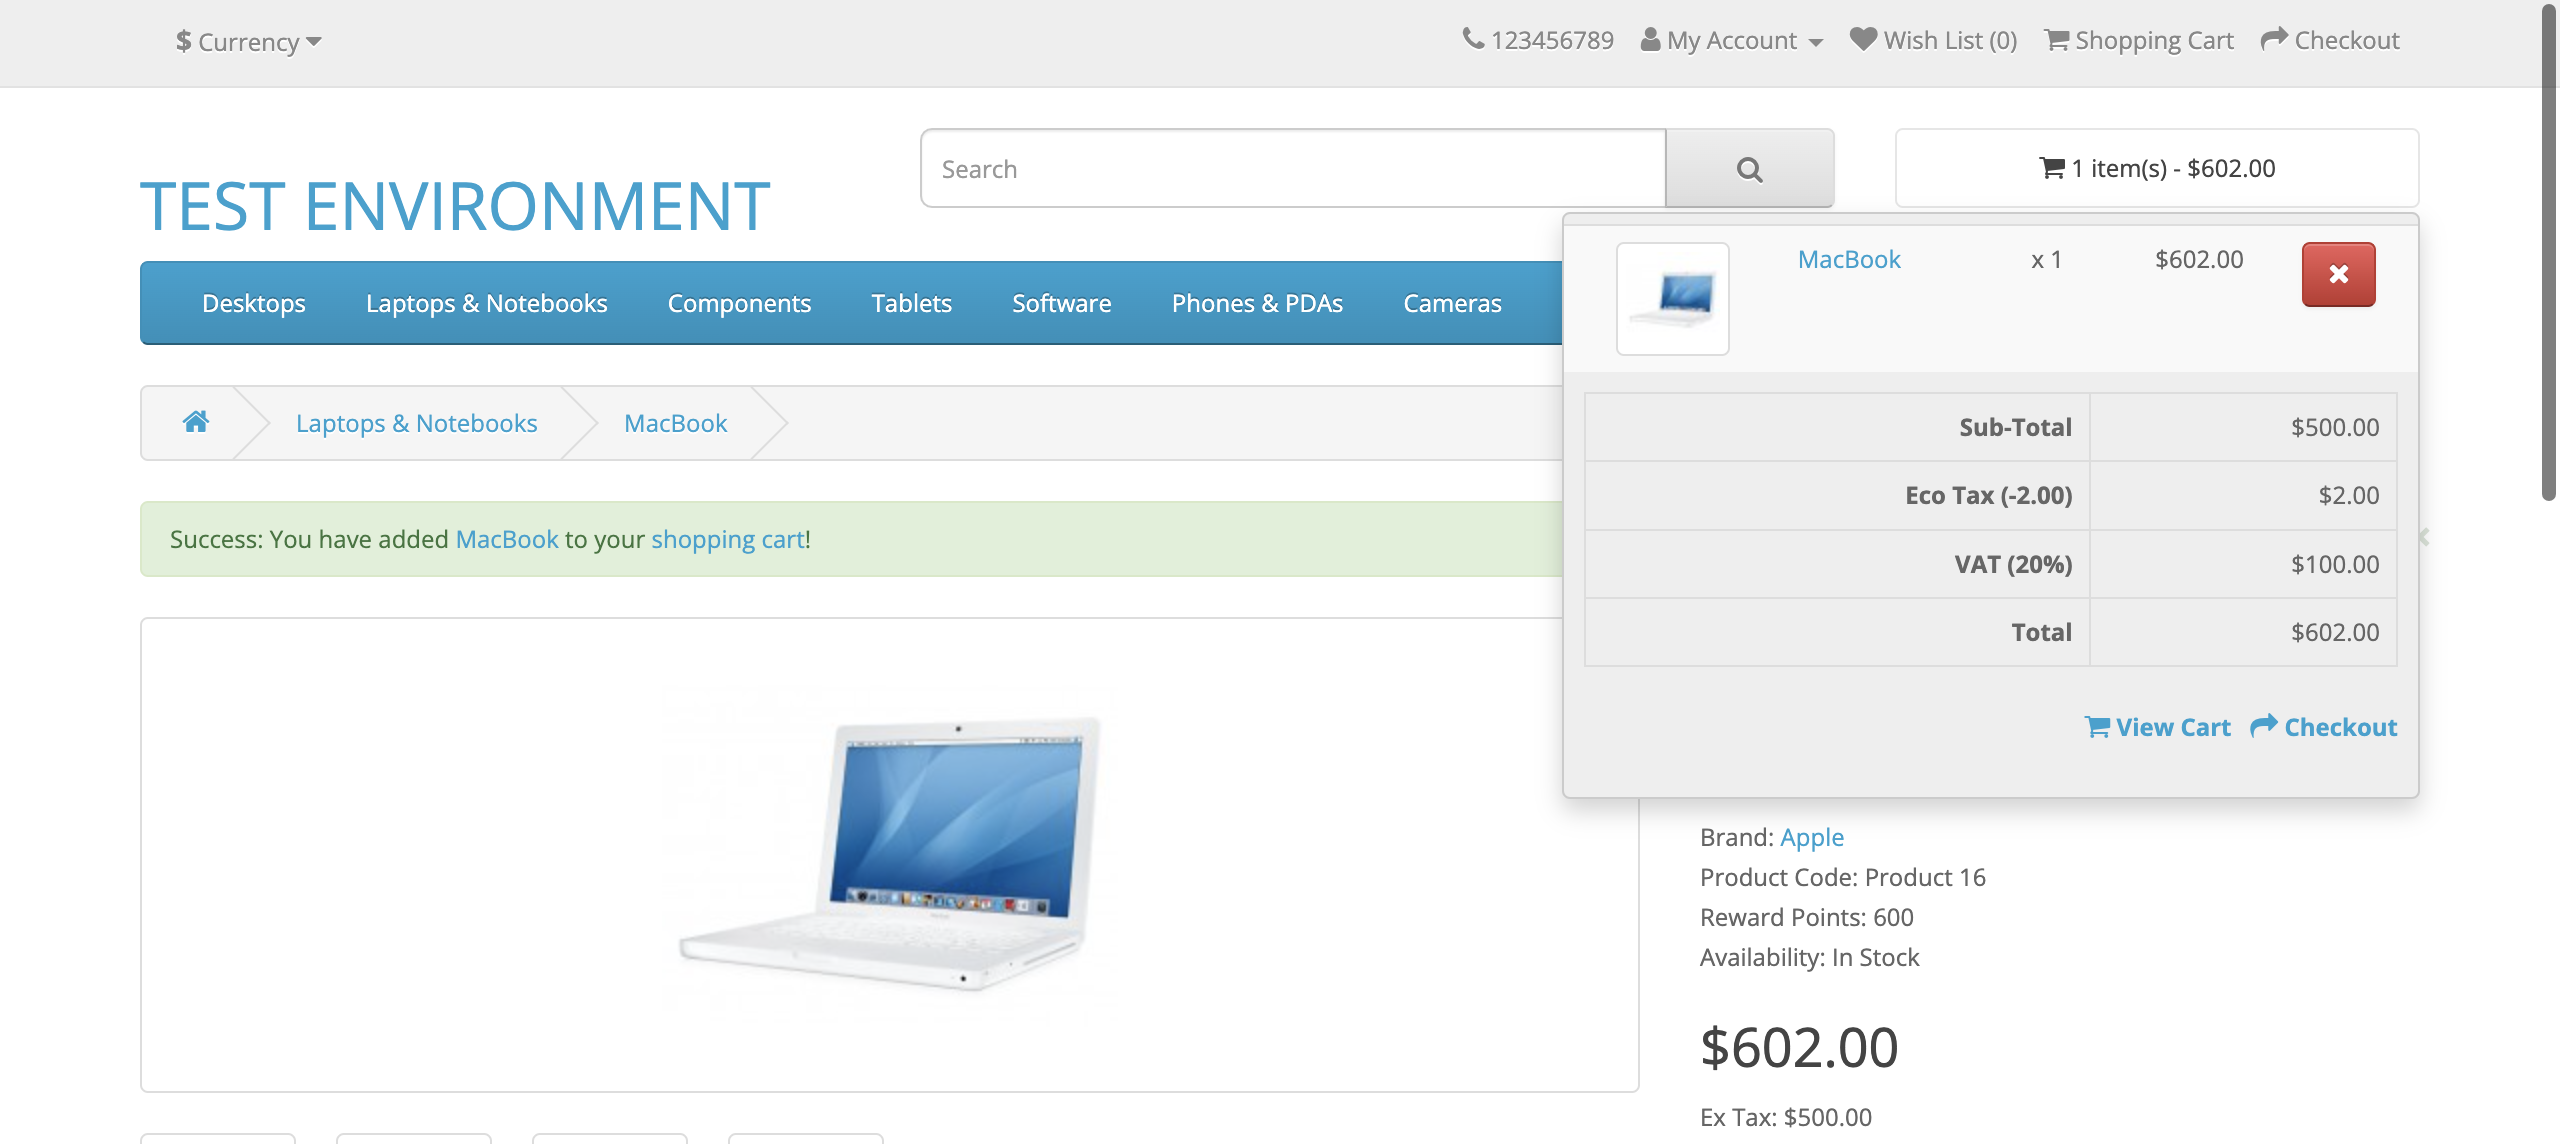 $ Currency
123456789 My Account Wish List (0) Shopping Cart Checkout
TEST ENVIRONMENT
Search
1 item(s) - $602.00
Desktops Laptops & Notebooks Components Tablets Software Phones & PDAs Cameras
MacBook x 1 $602.00
Sub-Total $500.00
Eco Tax (-2.00) $2.00
VAT (20%) $100.00
Total $602.00
View Cart Checkout
Laptops & Notebooks MacBook
Success: You have added MacBook to your shopping cart!
Brand: Apple
Product Code: Product 16
Reward Points: 600
Availability: In Stock
$602.00
Ex Tax: $500.00